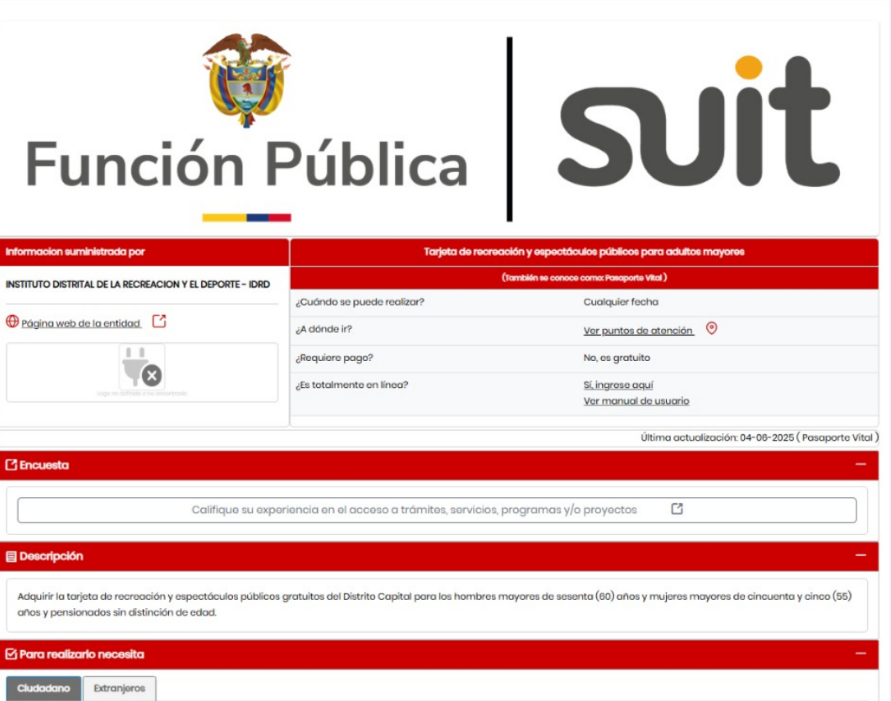 Función Pública
suit
Informacion suministrada por
INSTITUTO DISTRITAL DE LA RECREACION Y EL DEPORTE - IDRD
Página web de la entidad
Tarjeta de recreación y espectáculos públicos para adultos mayores
(También se conoce como: Pasaporte Vital )
¿Cuándo se puede realizar? Cualquier fecha
¿A dónde ir? Ver puntos de atención
¿Requiere pago? No, es gratuito
¿Es totalmente en línea? Sí, ingrese aquí
Ver manual de usuario
Última actualización: 04-06-2025 ( Pasaporte Vital )
Encuesta
Califique su experiencia en el acceso a trámites, servicios, programas y/o proyectos
Descripción
Adquirir la tarjeta de recreación y espectáculos públicos gratuitos del Distrito Capital para los hombres mayores de sesenta (60) años y mujeres mayores de cincuenta y cinco (55)
años y pensionados sin distinción de edad.
Para realizarlo necesita
Ciudadano Extranjeros